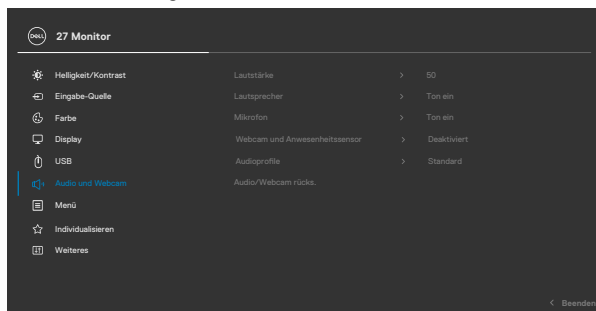 DELL 27 Monitor
Helligkeit/Kontrast Lautstärke > 50
Eingabe-Quelle Lautsprecher > Ton ein
Farbe Mikrofon > Ton ein
Display Webcam und Anwesenheitssensor > Deaktiviert
USB Audioprofile > Standard
Audio und Webcam Audio/Webcam rücks.
Menü
Individualisieren
Weiteres
< Beenden